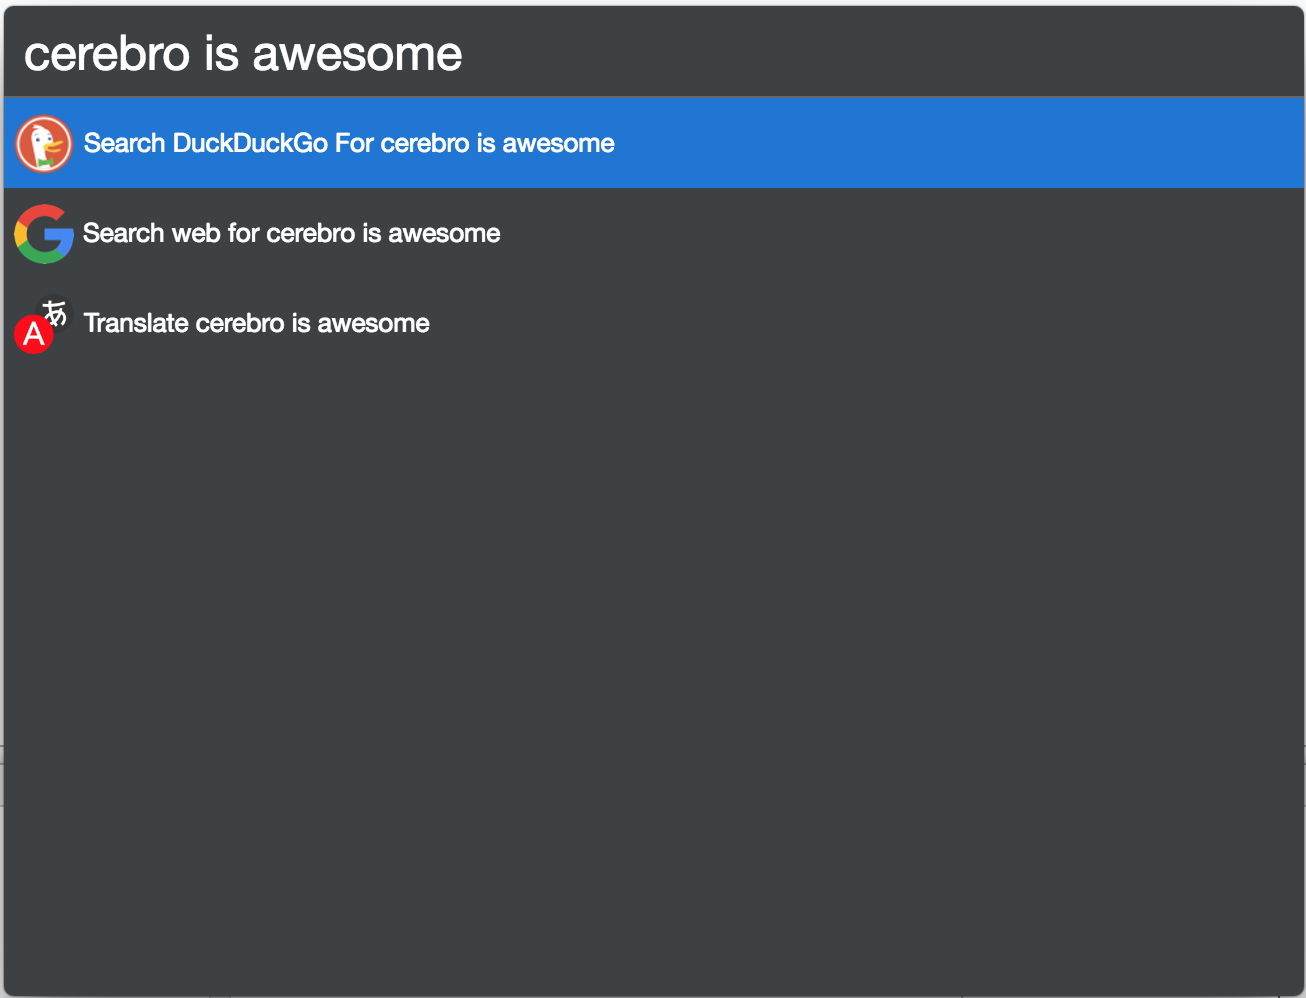 cerebro is awesome
Search DuckDuckGo For cerebro is awesome
Search web for cerebro is awesome
あ
A
Translate cerebro is awesome